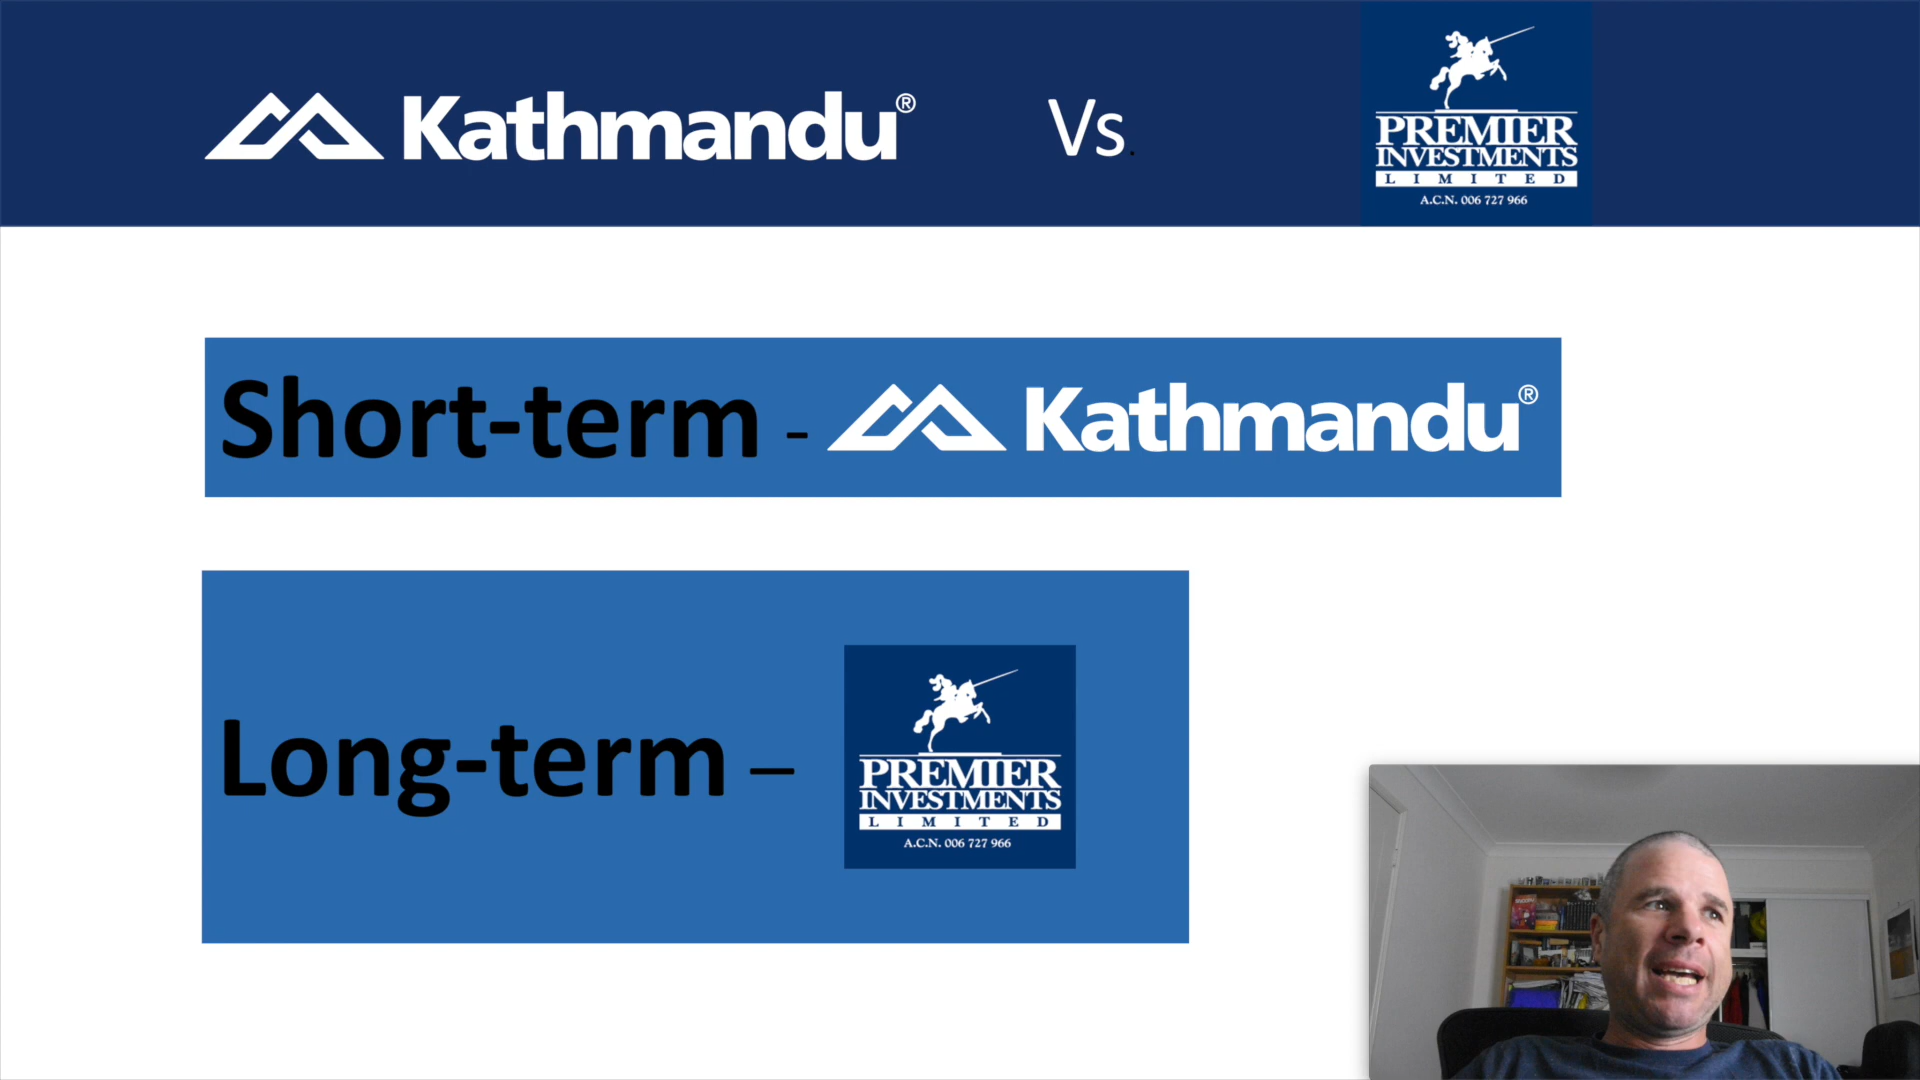 Kathmandu®
Vs.
PREMIER
INVESTMENTS
LIMITED
A.C.N. 006 727 966
Short-term - Kathmandu®
Long-term –
PREMIER
INVESTMENTS
LIMITED
A.C.N. 006 727 966